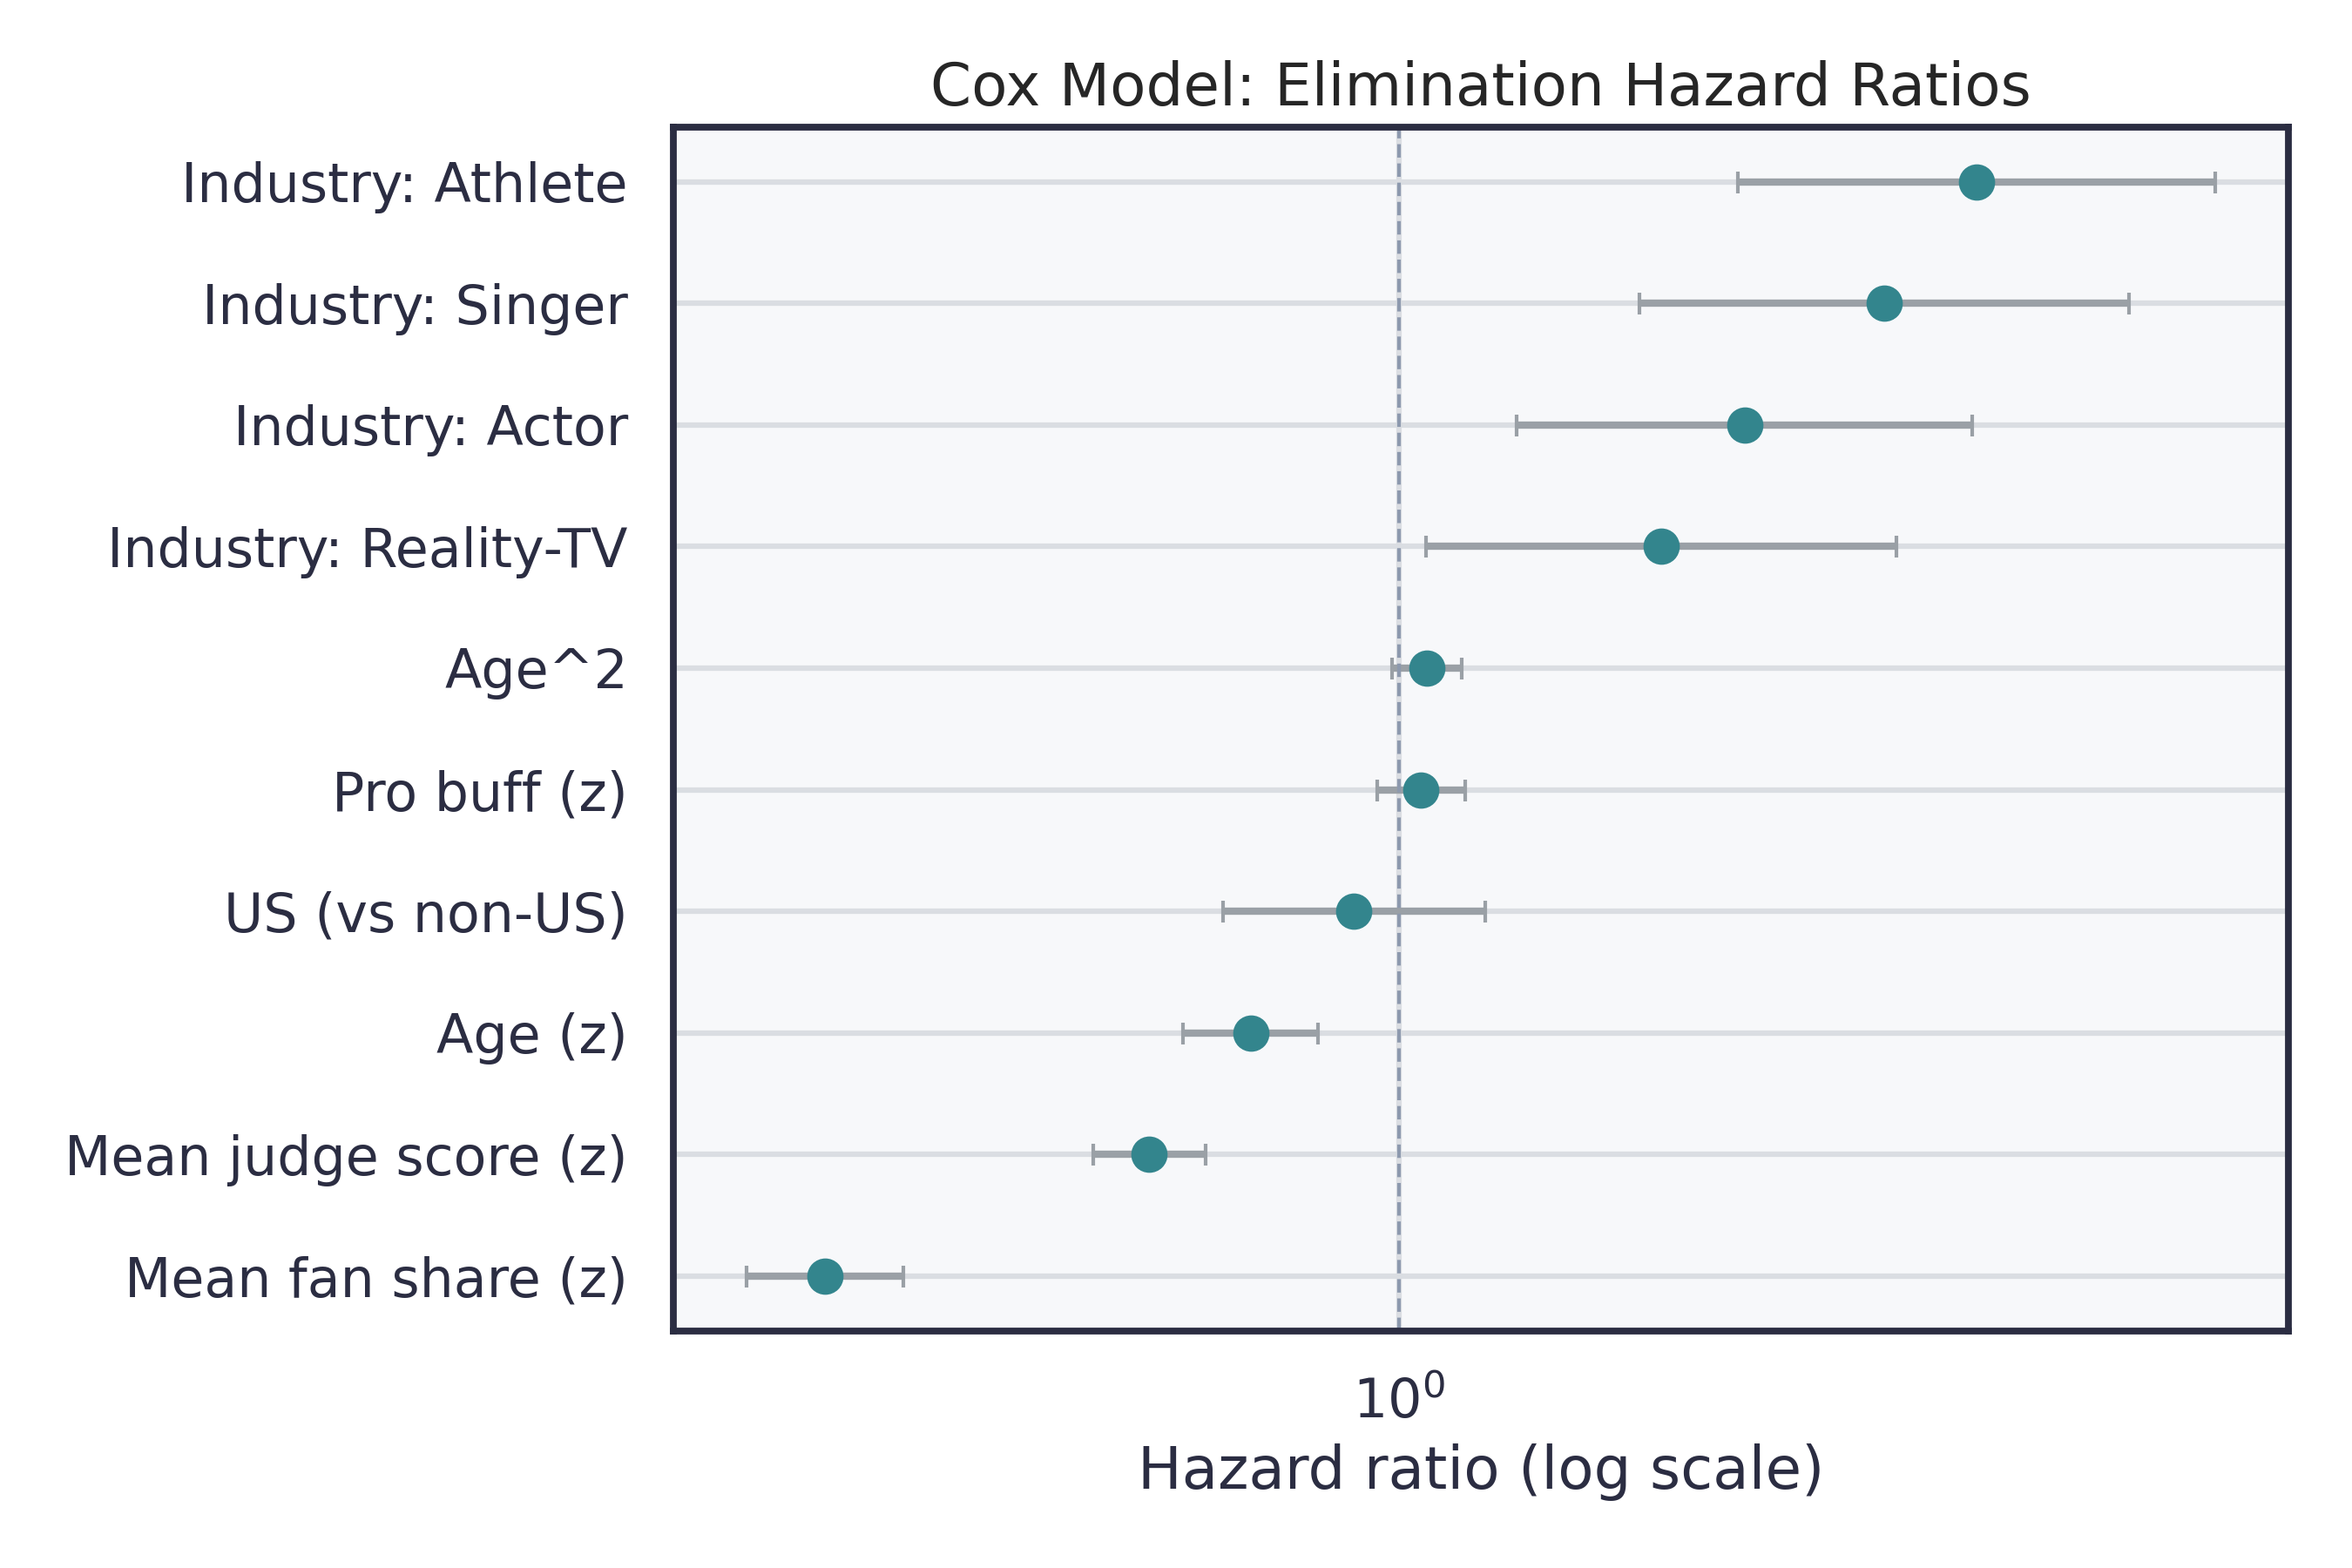 Cox Model: Elimination Hazard Ratios
Industry: Athlete
Industry: Singer
Industry: Actor
Industry: Reality-TV
Age^2
Pro buff (z)
US (vs non-US)
Age (z)
Mean judge score (z)
Mean fan share (z)
10⁰
Hazard ratio (log scale)